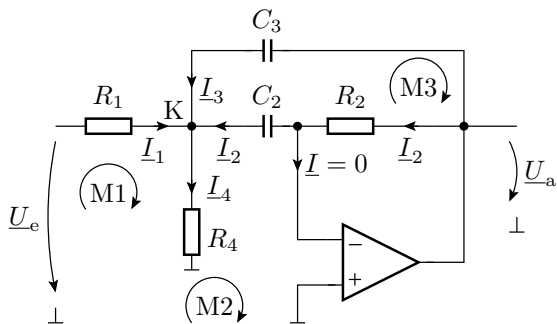 C₃
I₃
M3
R₁
K
C₂
R₂
I₁
I₂
I = 0
I₂
M1
I₄
Uₑ
R₄
Uₐ
M2
−
+
⊥
⊥